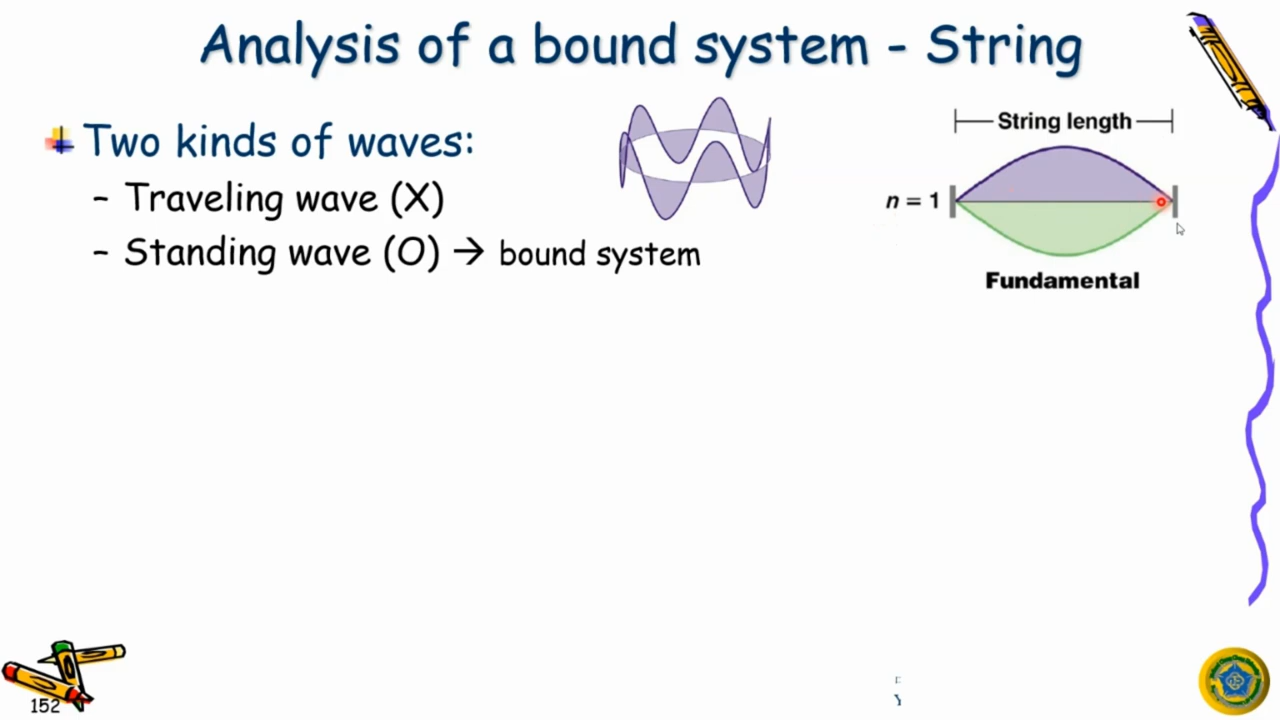 Analysis of a bound system - String
Two kinds of waves:
– Traveling wave (X)
– Standing wave (O) → bound system
String length
n = 1
Fundamental
152